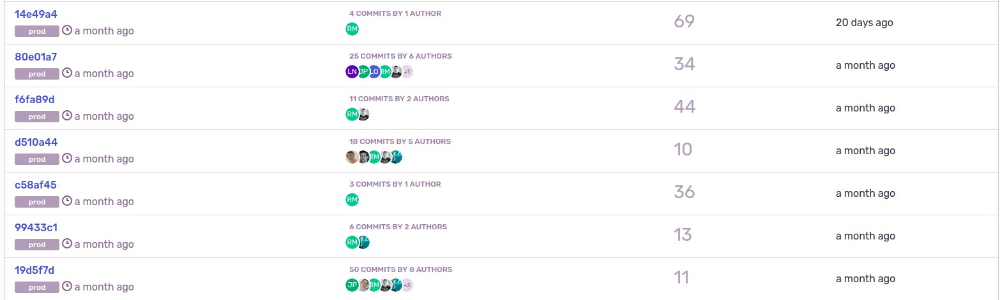 14e49a4
4 COMMITS BY 1 AUTHOR
69
20 days ago
prod a month ago
RM
80e01a7
25 COMMITS BY 6 AUTHORS
34
a month ago
prod a month ago
LN JP LO RM +1
f6fa89d
11 COMMITS BY 2 AUTHORS
44
a month ago
prod a month ago
RM
d510a44
18 COMMITS BY 5 AUTHORS
10
a month ago
prod a month ago
RM
c58af45
3 COMMITS BY 1 AUTHOR
36
a month ago
prod a month ago
RM
99433c1
6 COMMITS BY 2 AUTHORS
13
a month ago
prod a month ago
RM
19d5f7d
50 COMMITS BY 8 AUTHORS
11
a month ago
prod a month ago
JP RM +3